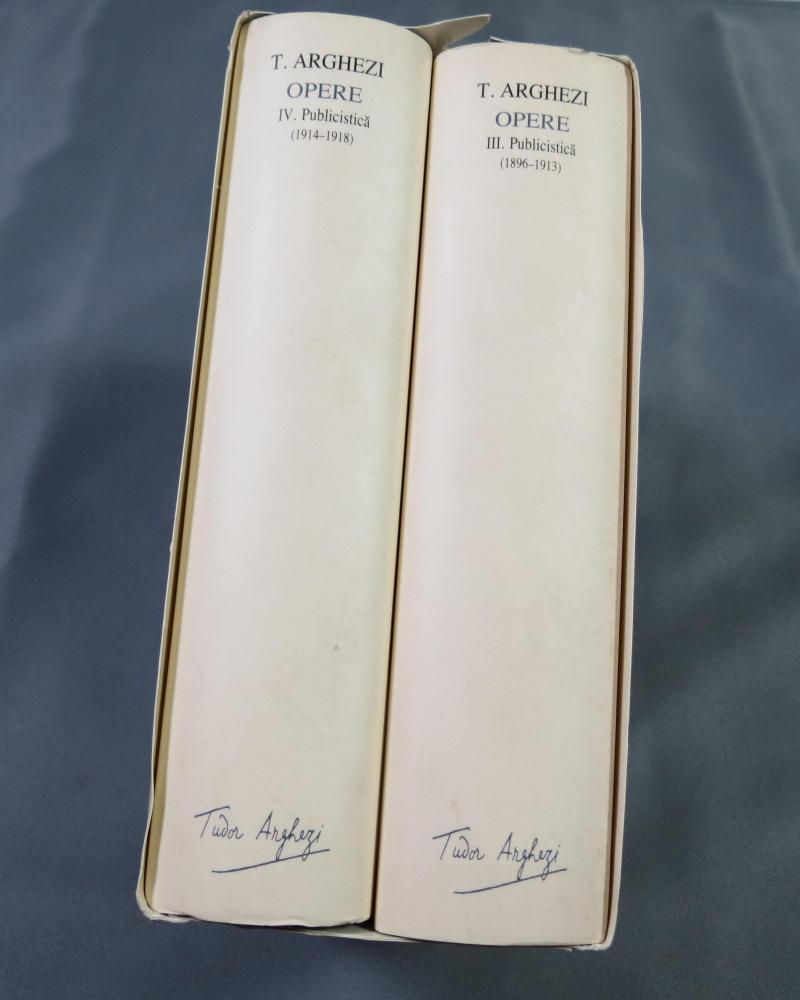 T. ARGHEZI
OPERE
IV. Publicistică
(1914–1918)
Tudor Arghezi
T. ARGHEZI
OPERE
III. Publicistică
(1896–1913)
Tudor Arghezi